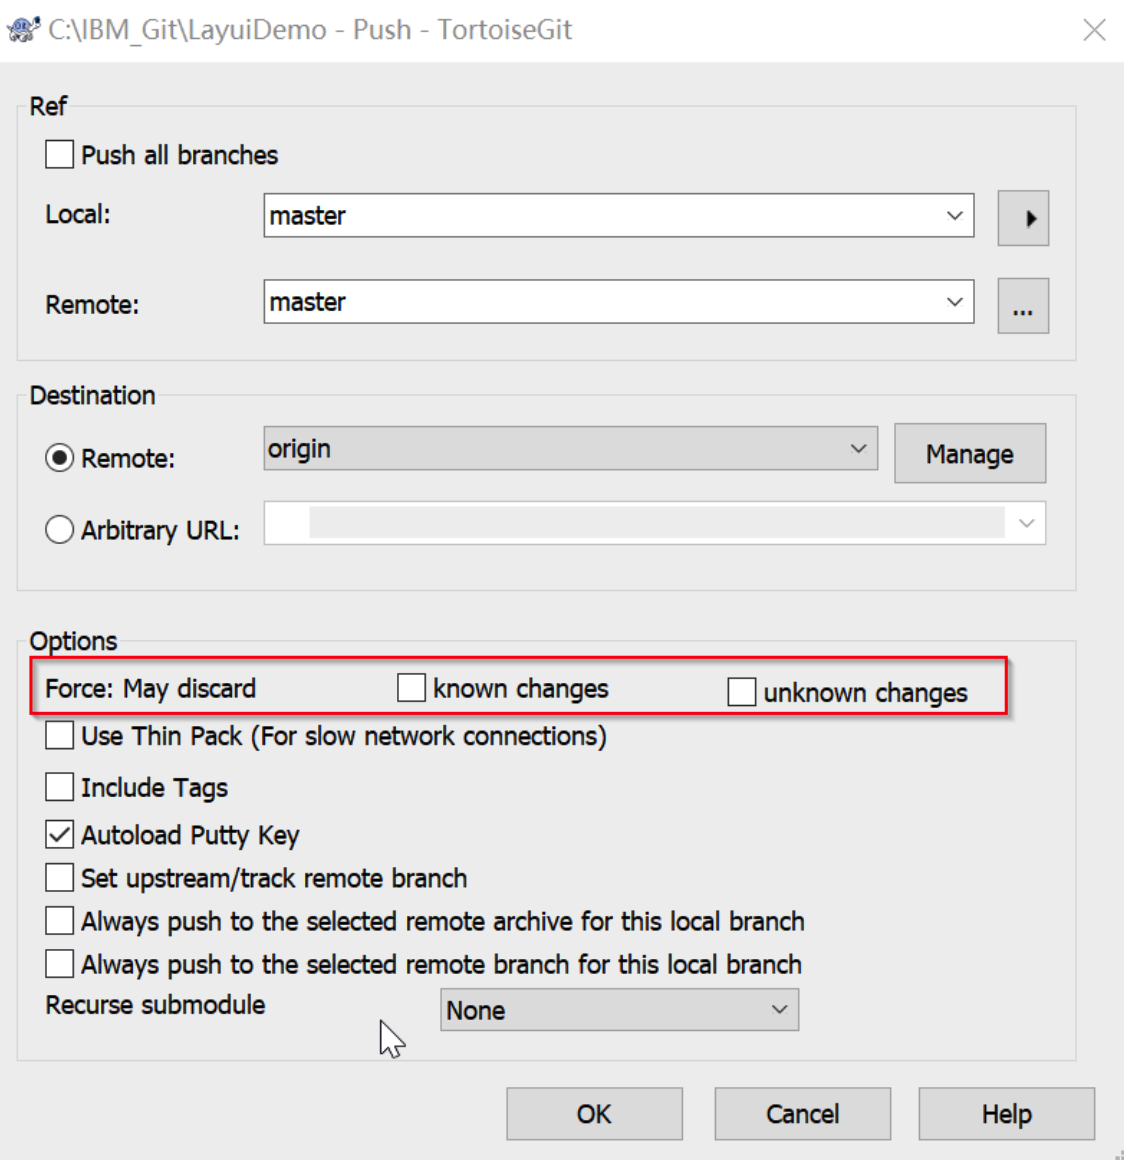 C:\IBM_Git\LayuiDemo - Push - TortoiseGit
Ref
Push all branches
Local:
master
Remote:
master
...
Destination
Remote:
origin
Manage
Arbitrary URL:
Options
Force: May discard
known changes
unknown changes
Use Thin Pack (For slow network connections)
Include Tags
Autoload Putty Key
Set upstream/track remote branch
Always push to the selected remote archive for this local branch
Always push to the selected remote branch for this local branch
Recurse submodule
None
OK
Cancel
Help